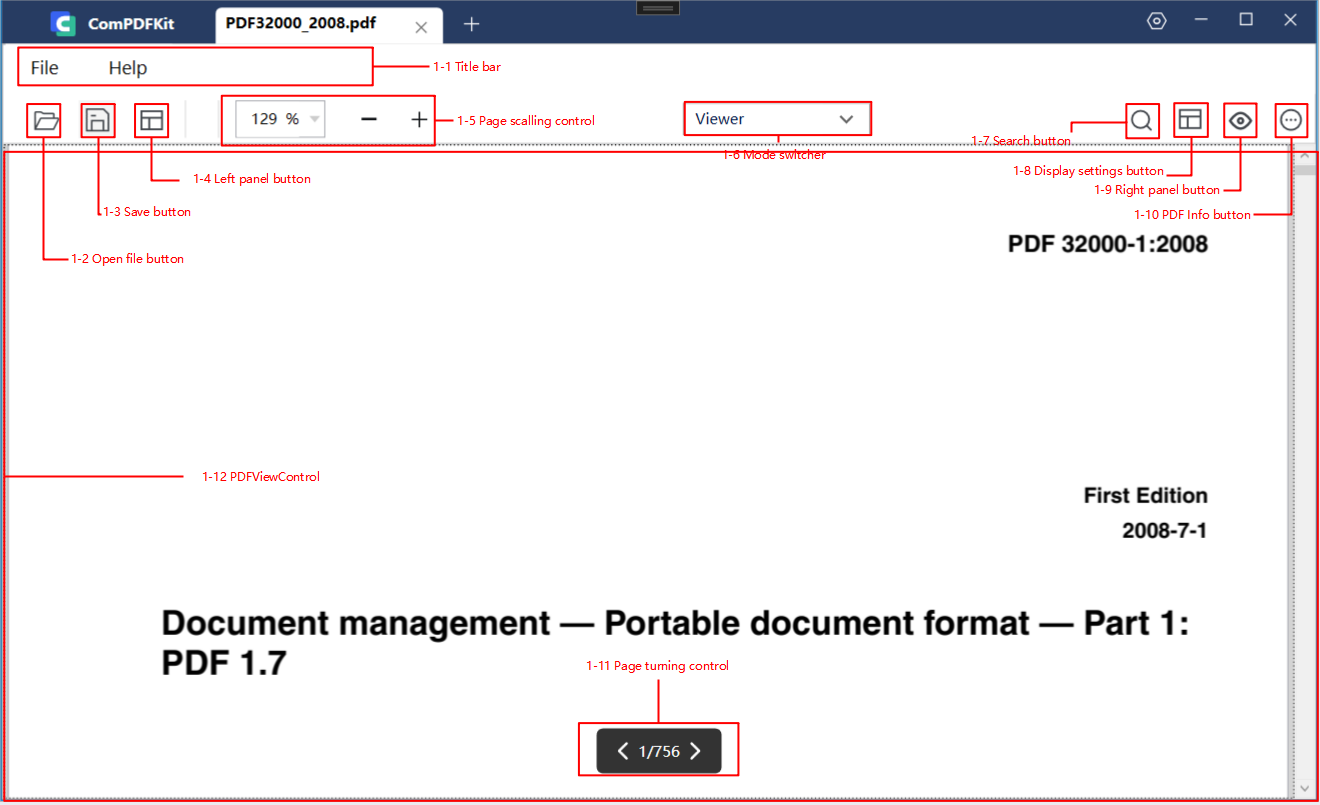 ComPDFKit
PDF32000_2008.pdf
File Help
1-1 Title bar
129 %
1-5 Page scalling control
Viewer
1-7 Search button
1-6 Mode switcher
1-8 Display settings button
1-4 Left panel button
1-9 Right panel button
1-3 Save button
1-10 PDF Info button
PDF 32000-1:2008
1-2 Open file button
1-12 PDFViewControl
First Edition
2008-7-1
Document management — Portable document format — Part 1:
PDF 1.7
1-11 Page turning control
1/756